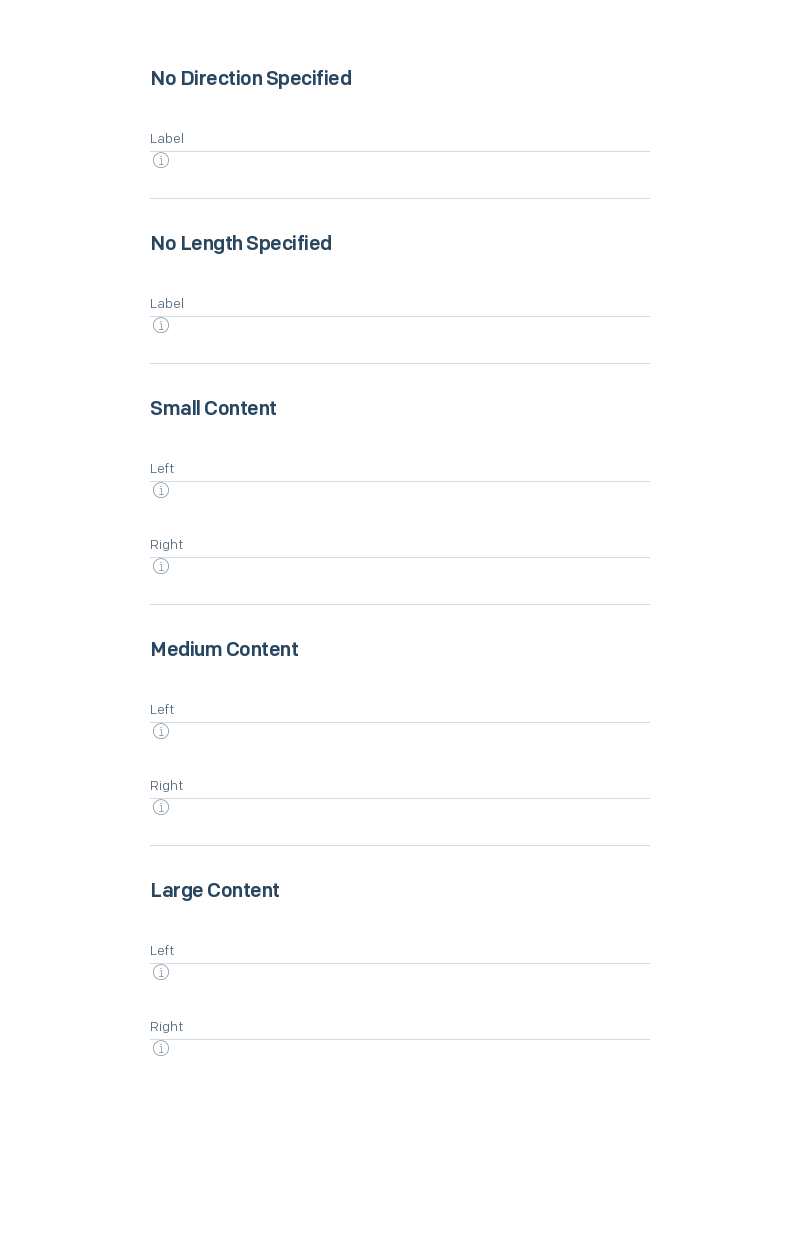 No Direction Specified
Label
No Length Specified
Label
Small Content
Left
Right
Medium Content
Left
Right
Large Content
Left
Right